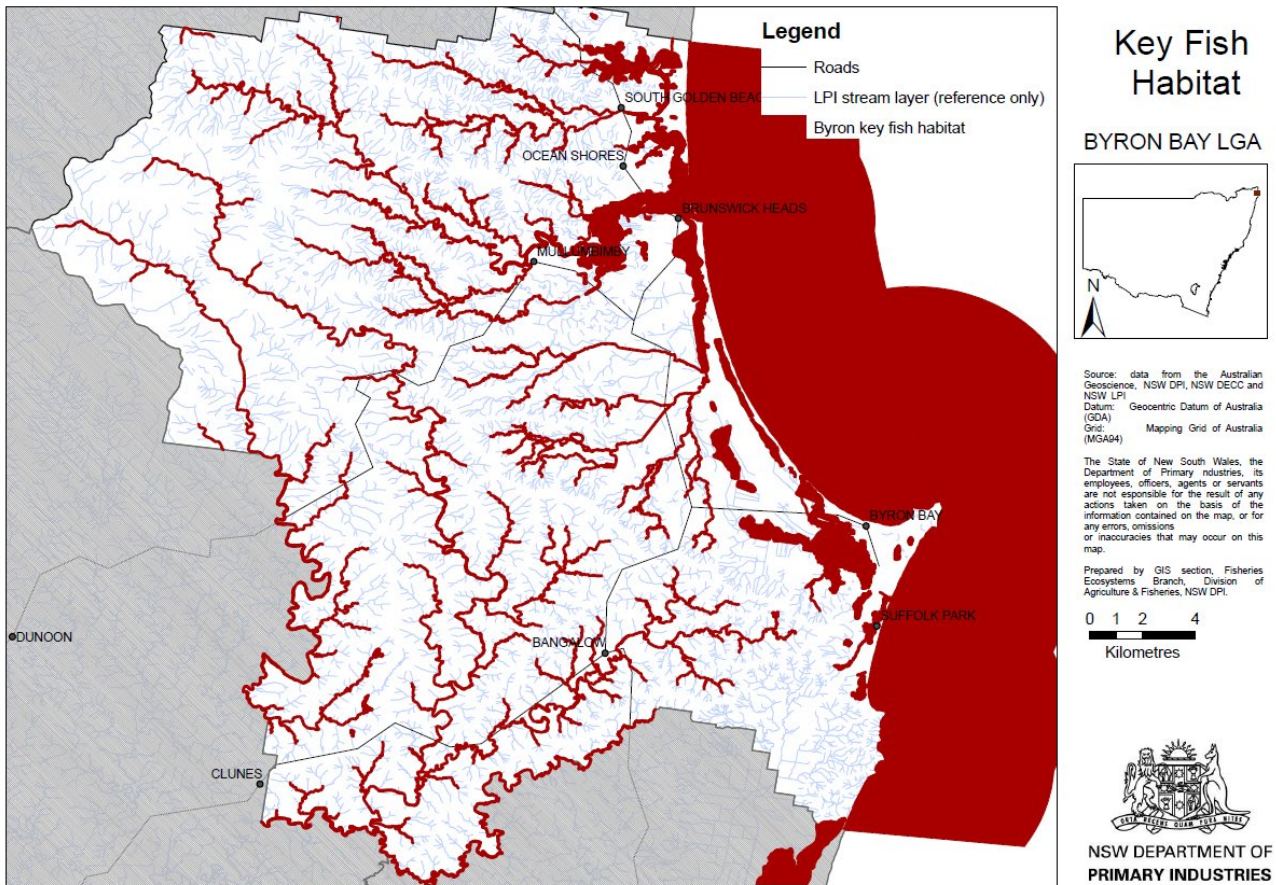 Legend
Roads
LPI stream layer (reference only)
Byron key fish habitat
SOUTH GOLDEN BEAC
OCEAN SHORES
BRUNSWICK HEADS
MULLUMBIMBY
BYRON BAY
SUFFOLK PARK
BANGALOW
DUNOON
CLUNES
Key Fish
Habitat
BYRON BAY LGA
N
Source: data from the Australian
Geoscience, NSW DPI, NSW DECC and
NSW LPI
Datum: Geocentric Datum of Australia
(GDA)
Grid: Mapping Grid of Australia
(MGA94)
The State of New South Wales, the
Department of Primary ndustries, its
employees, officers, agents or servants
are not esponsible for the result of any
actions taken on the basis of the
information contained on the map, or for
any errors, omissions
or inaccuracies that may occur on this
map.
Prepared by GIS section, Fisheries
Ecosystems Branch, Division of
Agriculture & Fisheries, NSW DPI.
0 1 2 4
Kilometres
NSW DEPARTMENT OF
PRIMARY INDUSTRIES